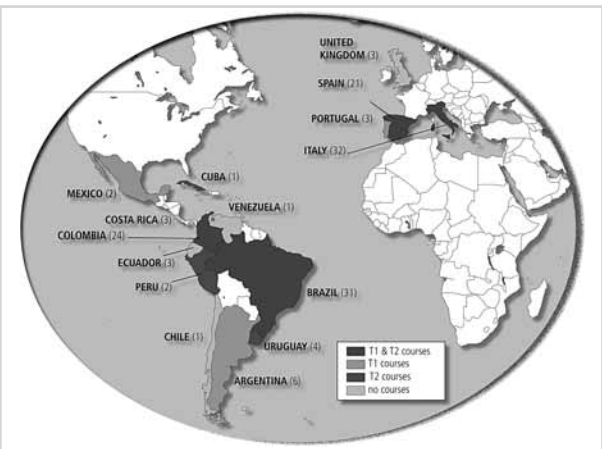 UNITED
KINGDOM (3)
SPAIN (21)
PORTUGAL (3)
ITALY (32)
CUBA (1)
MEXICO (2)
VENEZUELA (1)
COSTA RICA (3)
COLOMBIA (24)
ECUADOR (3)
PERU (2)
BRAZIL (31)
CHILE (1)
URUGUAY (4)
ARGENTINA (6)
T1 & T2 courses
T1 courses
T2 courses
no courses